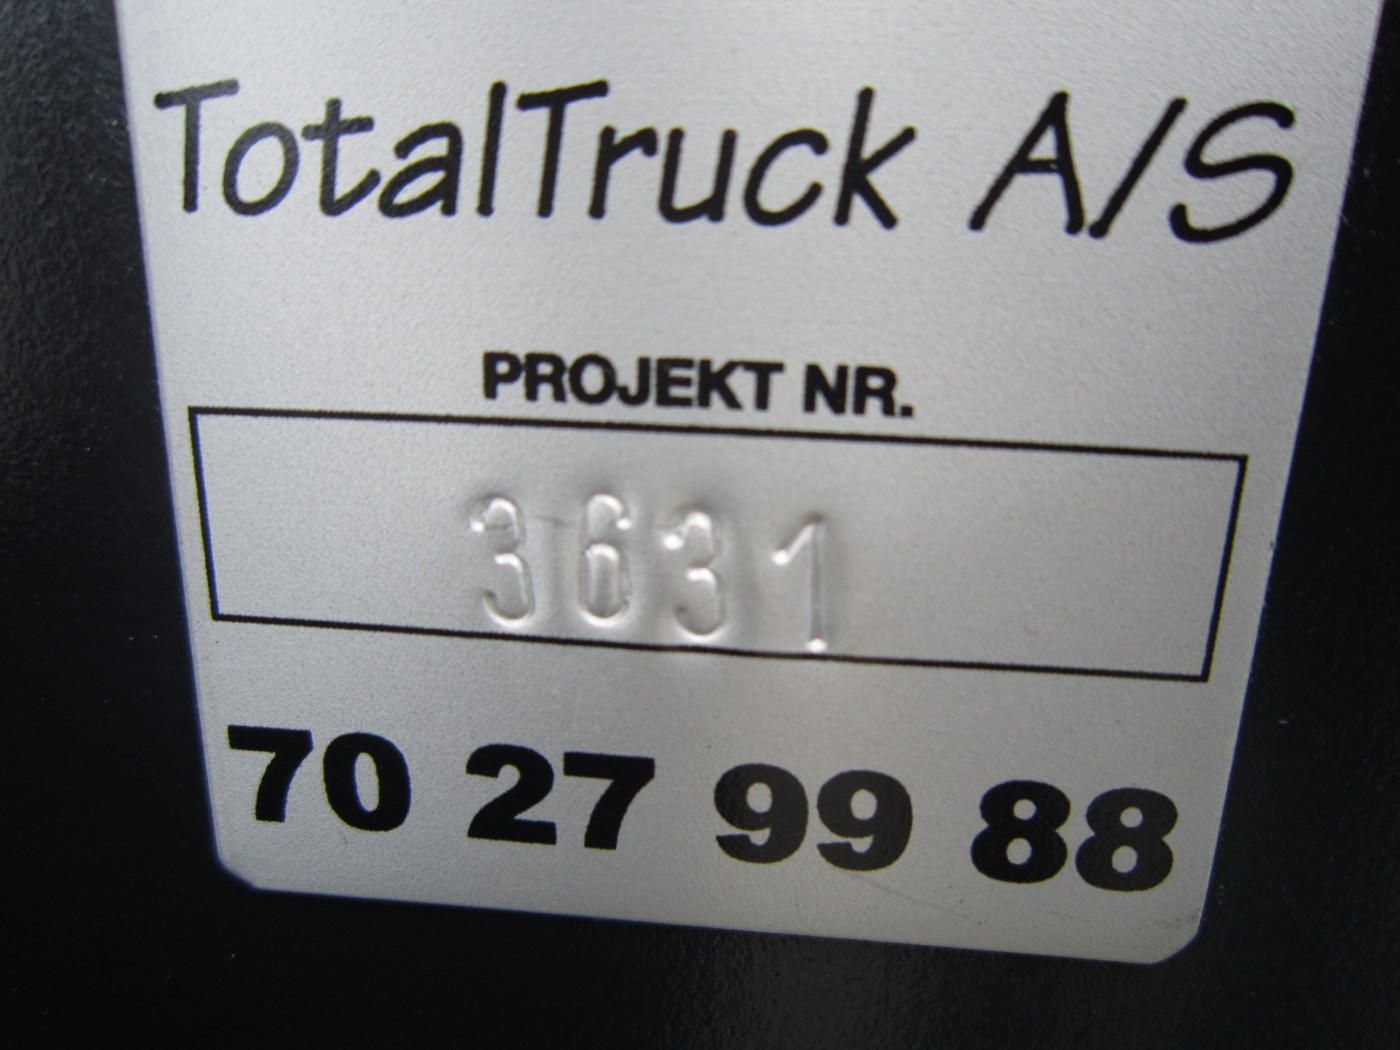 TotalTruck A/S
PROJEKT NR.
3631
70 27 99 88